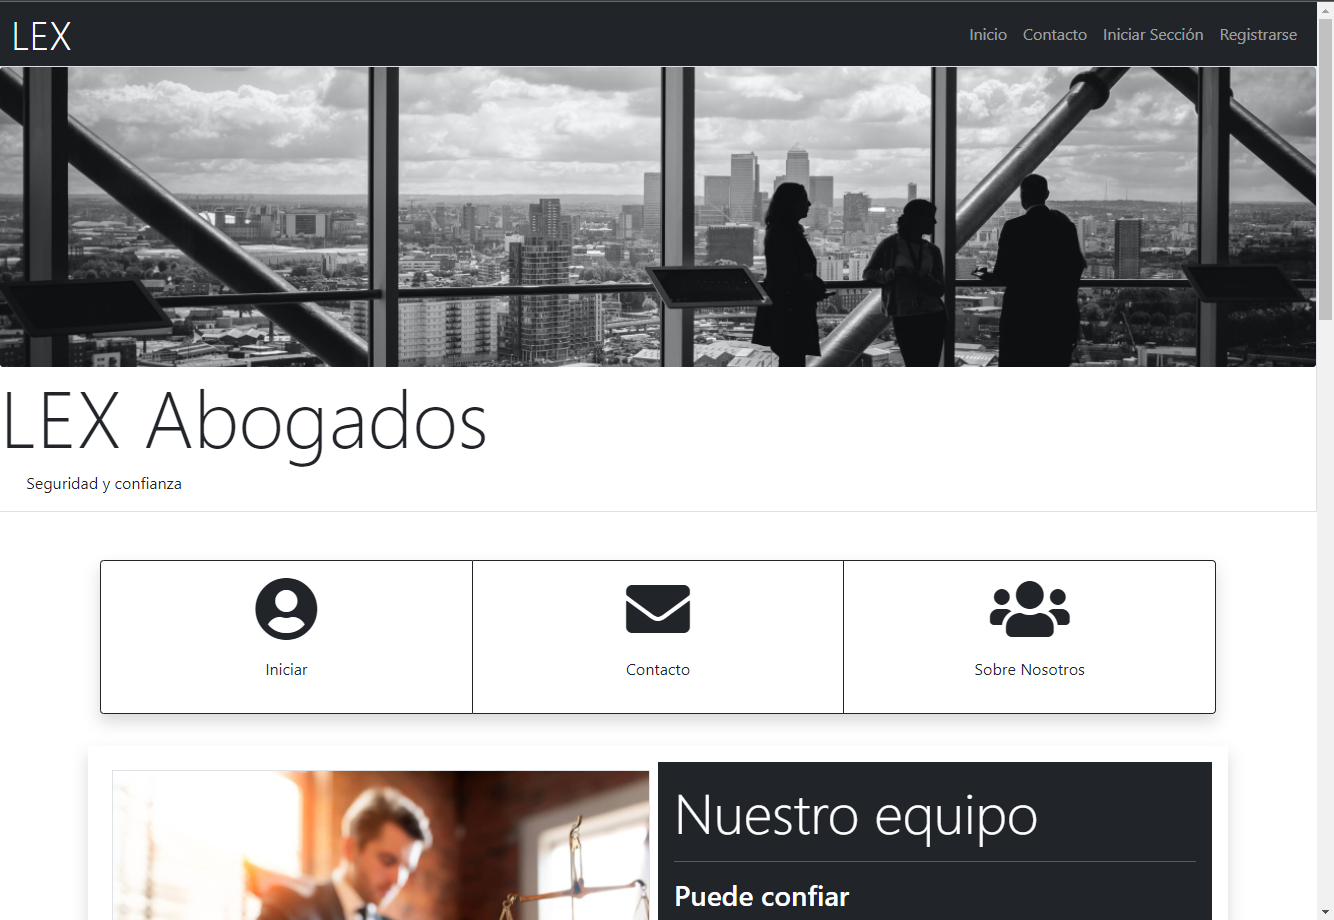 LEX
Inicio Contacto Iniciar Sección Registrarse
LEX Abogados
Seguridad y confianza
Iniciar
Contacto
Sobre Nosotros
Nuestro equipo
Puede confiar